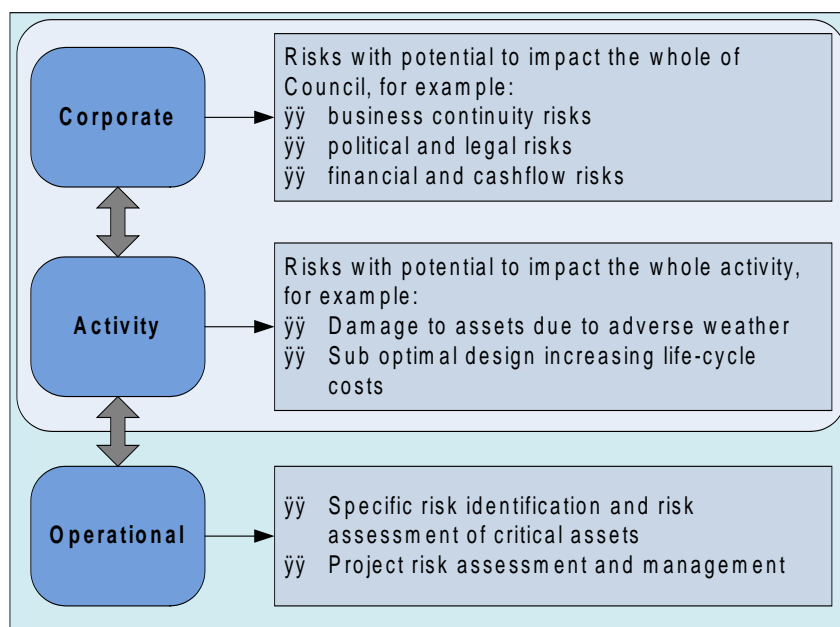 Corporate
Risks with potential to impact the whole of
Council, for example:
ÿÿ business continuity risks
ÿÿ political and legal risks
ÿÿ financial and cashflow risks
Activity
Risks with potential to impact the whole activity,
for example:
ÿÿ Damage to assets due to adverse weather
ÿÿ Sub optimal design increasing life-cycle
costs
Operational
ÿÿ Specific risk identification and risk
assessment of critical assets
ÿÿ Project risk assessment and management